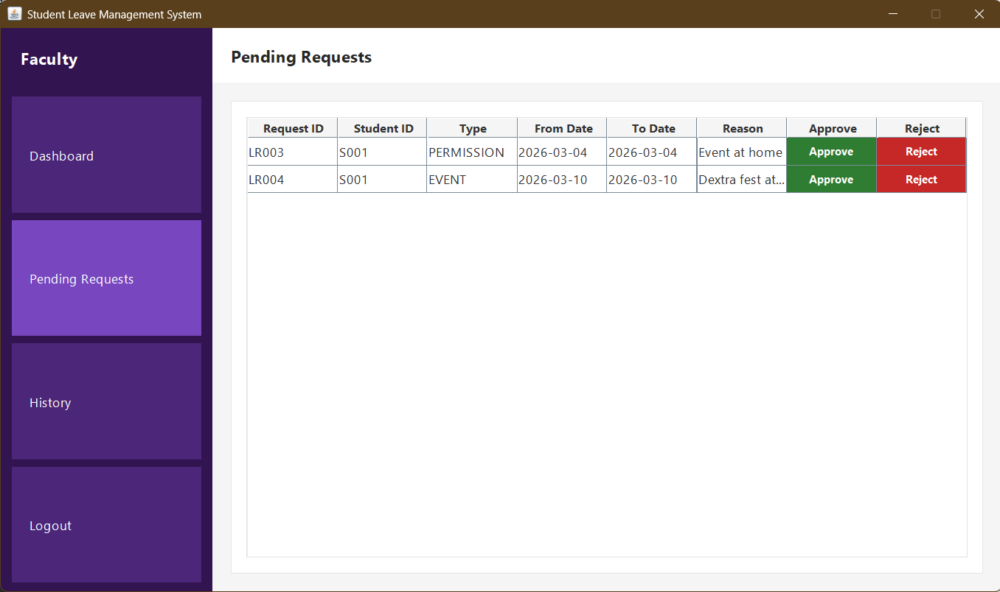 Student Leave Management System
Faculty
Dashboard
Pending Requests
History
Logout
Pending Requests
Request ID Student ID Type From Date To Date Reason Approve Reject
LR003 S001 PERMISSION 2026-03-04 2026-03-04 Event at home Approve Reject
LR004 S001 EVENT 2026-03-10 2026-03-10 Dextra fest at... Approve Reject